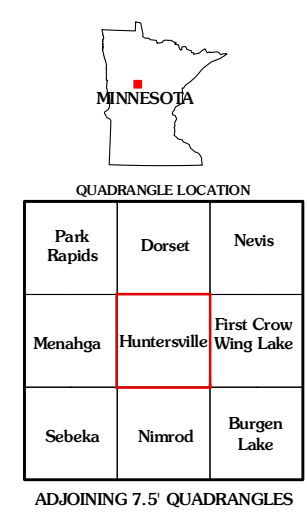 MINNESOTA
QUADRANGLE LOCATION
Park
Rapids
Dorset
Nevis
Menahga
Huntersville
First Crow
Wing Lake
Sebeka
Nimrod
Burgen
Lake
ADJOINING 7.5' QUADRANGLES